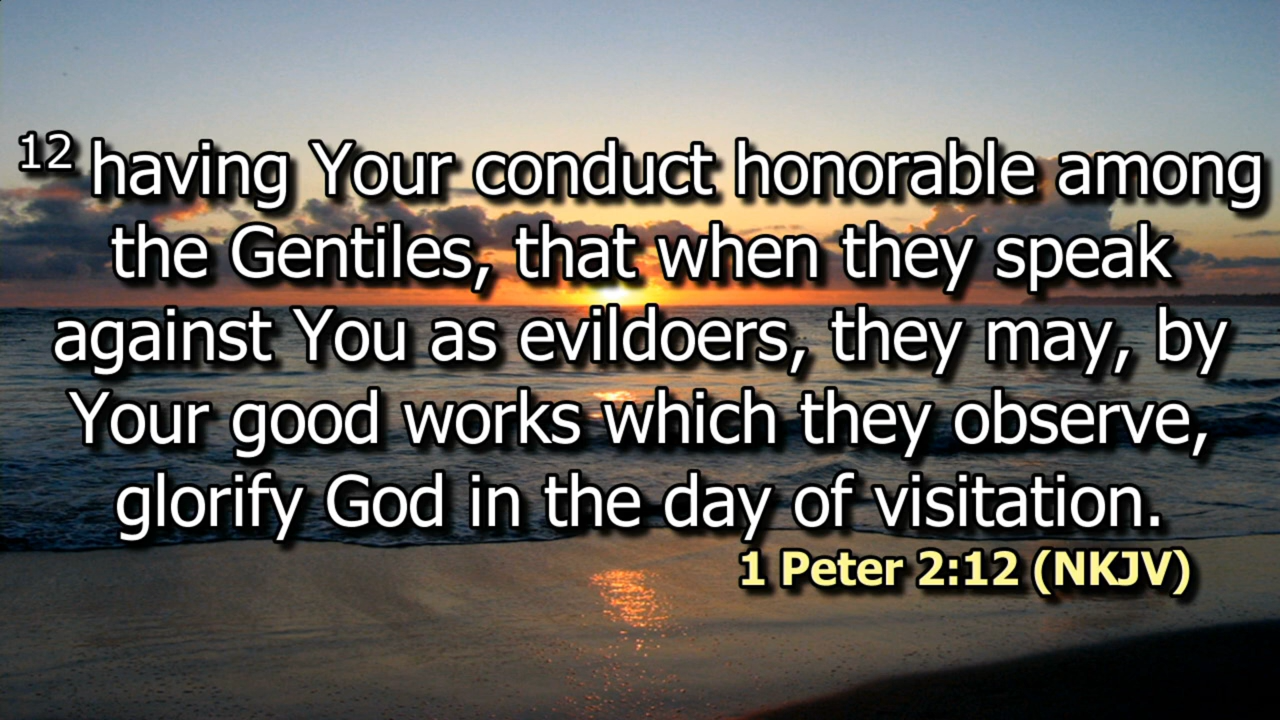 12 having Your conduct honorable among
the Gentiles, that when they speak
against You as evildoers, they may, by
Your good works which they observe,
glorify God in the day of visitation.
1 Peter 2:12 (NKJV)